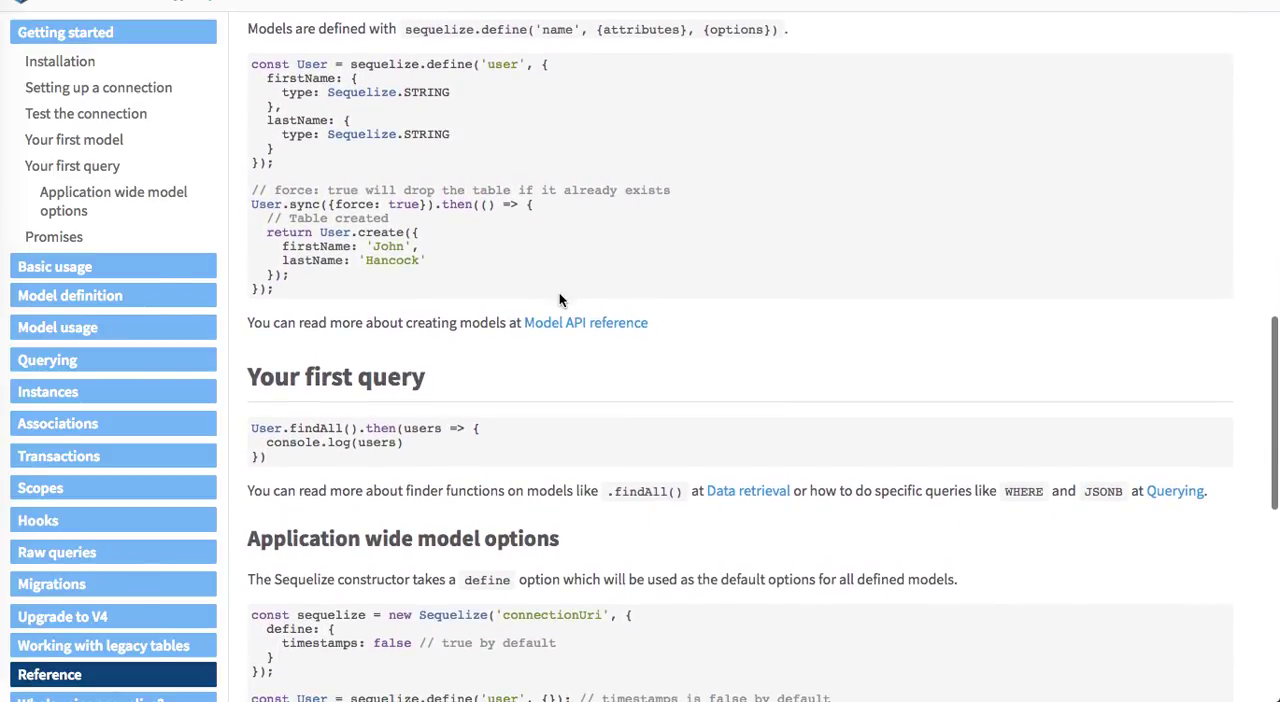 Getting started
Installation
Setting up a connection
Test the connection
Your first model
Your first query
Application wide model
options
Promises
Basic usage
Model definition
Model usage
Querying
Instances
Associations
Transactions
Scopes
Hooks
Raw queries
Migrations
Upgrade to V4
Working with legacy tables
Reference
Models are defined with sequelize.define('name', {attributes}, {options}) .
const User = sequelize.define('user', {
  firstName: {
    type: Sequelize.STRING
  },
  lastName: {
    type: Sequelize.STRING
  }
});
// force: true will drop the table if it already exists
User.sync({force: true}).then(() => {
  // Table created
  return User.create({
    firstName: 'John',
    lastName: 'Hancock'
  });
});
You can read more about creating models at Model API reference
Your first query
User.findAll().then(users => {
  console.log(users)
})
You can read more about finder functions on models like .findAll() at Data retrieval or how to do specific queries like WHERE and JSONB at Querying.
Application wide model options
The Sequelize constructor takes a define option which will be used as the default options for all defined models.
const sequelize = new Sequelize('connectionUri', {
  define: {
    timestamps: false // true by default
  }
});
const User = sequelize.define('user', {}); // timestamps is false by default